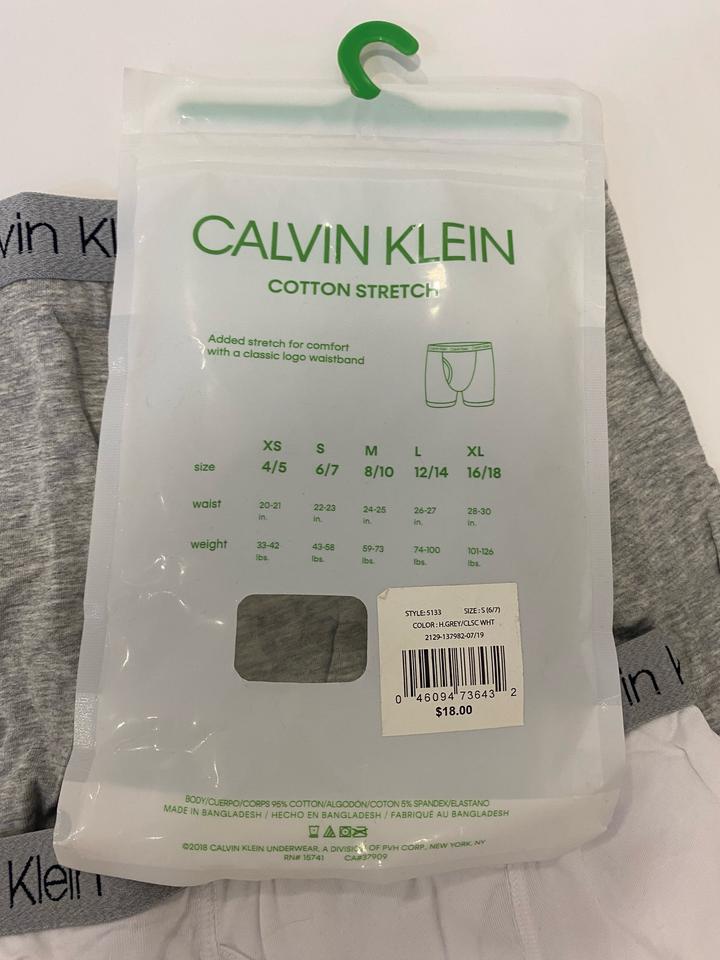 vin Kl
CALVIN KLEIN
COTTON STRETCH
Added stretch for comfort
with a classic logo waistband
XS S M L XL
size 4/5 6/7 8/10 12/14 16/18
waist 20-21 in. 22-23 in. 24-25 in. 26-27 in. 28-30 in.
weight 33-42 lbs. 43-58 lbs. 59-73 lbs. 74-100 lbs. 101-126 lbs.
STYLE: 5133 SIZE : S (6/7)
COLOR : H.GREY/CLSC WHT
2129-137982-07/19
0 46094 73643 2
$18.00
in K
BODY/CUERPO/CORPS 95% COTTON/ALGODÓN/COTON 5% SPANDEX/ELASTANO
MADE IN BANGLADESH / HECHO EN BANGLADESH / FABRIQUÉ AU BANGLADESH
©2018 CALVIN KLEIN UNDERWEAR, A DIVISION OF PVH CORP., NEW YORK, NY
RN# 15741 CA#37909
Klein